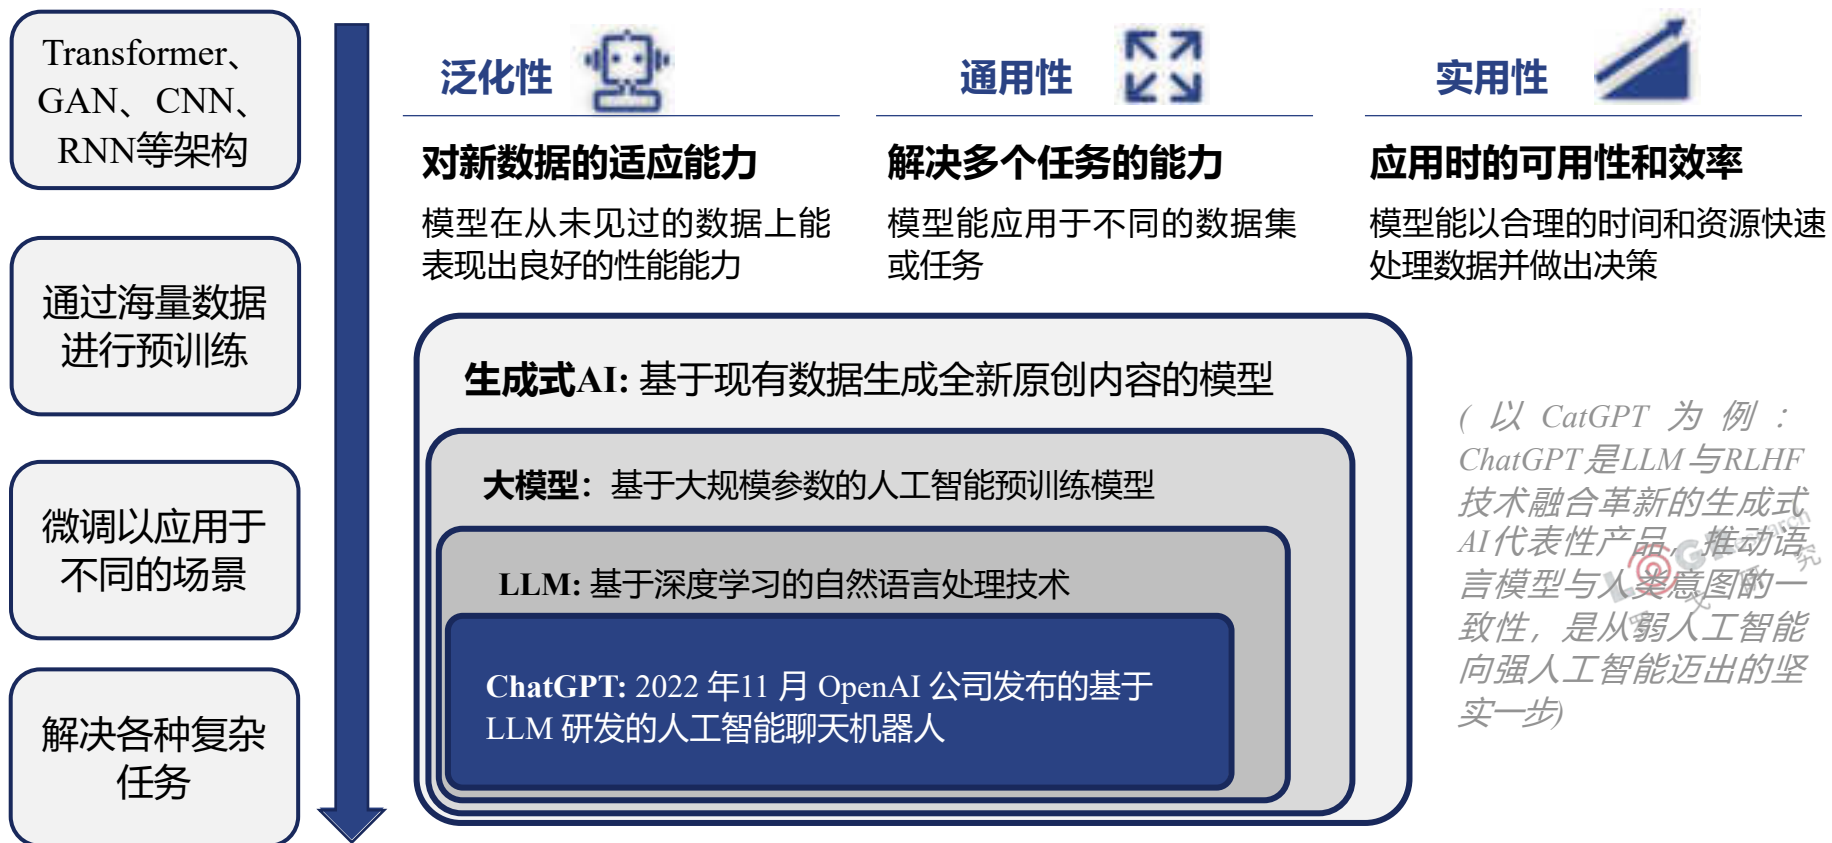 Transformer、
GAN、CNN、
RNN等架构
通过海量数据
进行预训练
微调以应用于
不同的场景
解决各种复杂
任务
泛化性
对新数据的适应能力
模型在从未见过的数据上能
表现出良好的性能能力
通用性
解决多个任务的能力
模型能应用于不同的数据集
或任务
实用性
应用时的可用性和效率
模型能以合理的时间和资源快速
处理数据并做出决策
生成式AI: 基于现有数据生成全新原创内容的模型
大模型：基于大规模参数的人工智能预训练模型
LLM: 基于深度学习的自然语言处理技术
ChatGPT: 2022 年11 月 OpenAI 公司发布的基于
LLM 研发的人工智能聊天机器人
( 以 CatGPT 为 例 ：
ChatGPT是LLM与RLHF
技术融合革新的生成式
AI代表性产品，推动语
言模型与人类意图的一
致性，是从弱人工智能
向强人工智能迈出的坚
实一步)